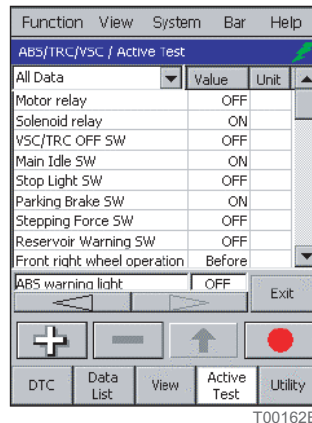 Function View System Bar Help
ABS/TRC/VSC / Active Test
All Data Value Unit
Motor relay OFF
Solenoid relay ON
VSC/TRC OFF SW OFF
Main Idle SW ON
Stop Light SW OFF
Parking Brake SW ON
Stepping Force SW OFF
Reservoir Warning SW OFF
Front right wheel operation Before
ABS warning light OFF
Exit
DTC Data List View Active Test Utility
T00162E